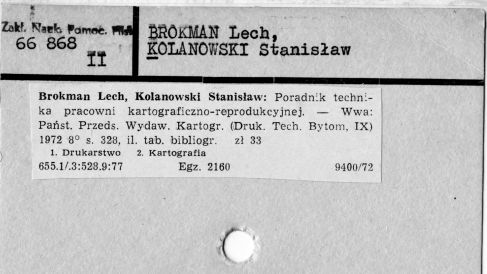 Zakł. Nauk. Pomoc.
66 868
II
BROKMAN Lech,
KOLANOWSKI Stanisław
Brokman Lech, Kolanowski Stanisław: Poradnik techni-
ka pracowni kartograficzno-reprodukcyjnej. — Wwa:
Państ. Przeds. Wydaw. Kartogr. (Druk. Tech. Bytom, IX)
1972 8° s. 328, il. tab. bibliogr. zł 33
1. Drukarstwo 2. Kartografia
655.1/.3:528.9:77 Egz. 2160 9400/72